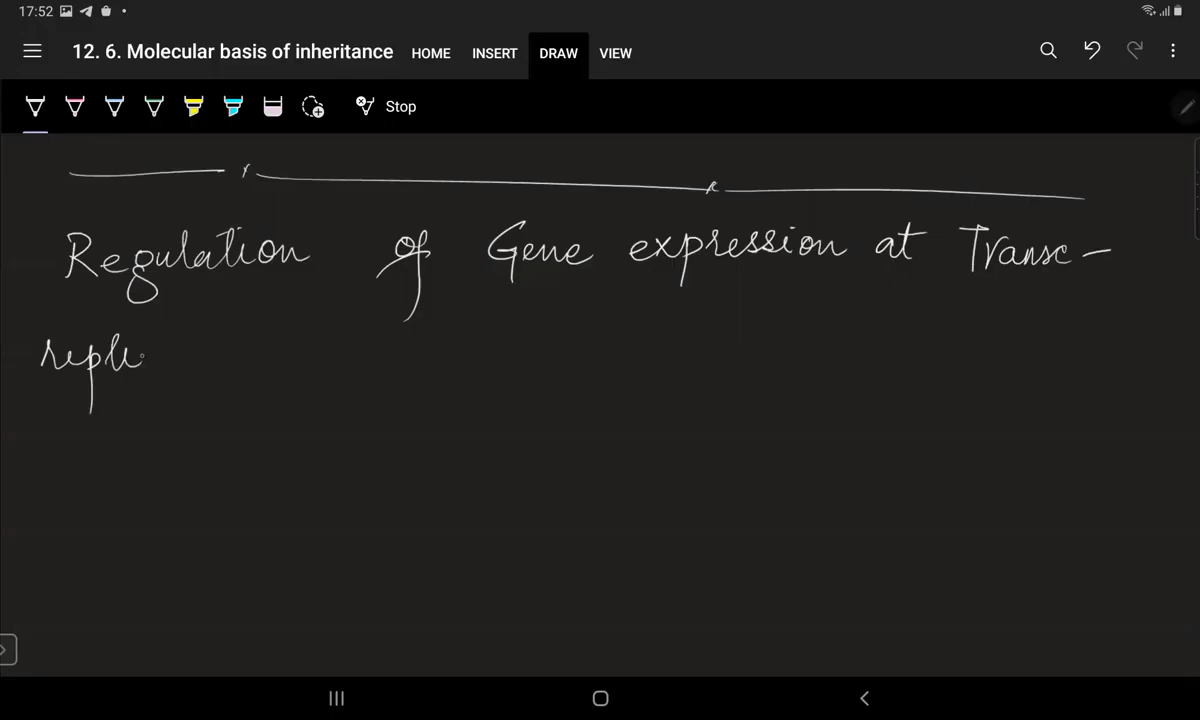 17:52
12. 6. Molecular basis of inheritance HOME INSERT DRAW VIEW
Stop
Regulation of Gene expression at Transc-